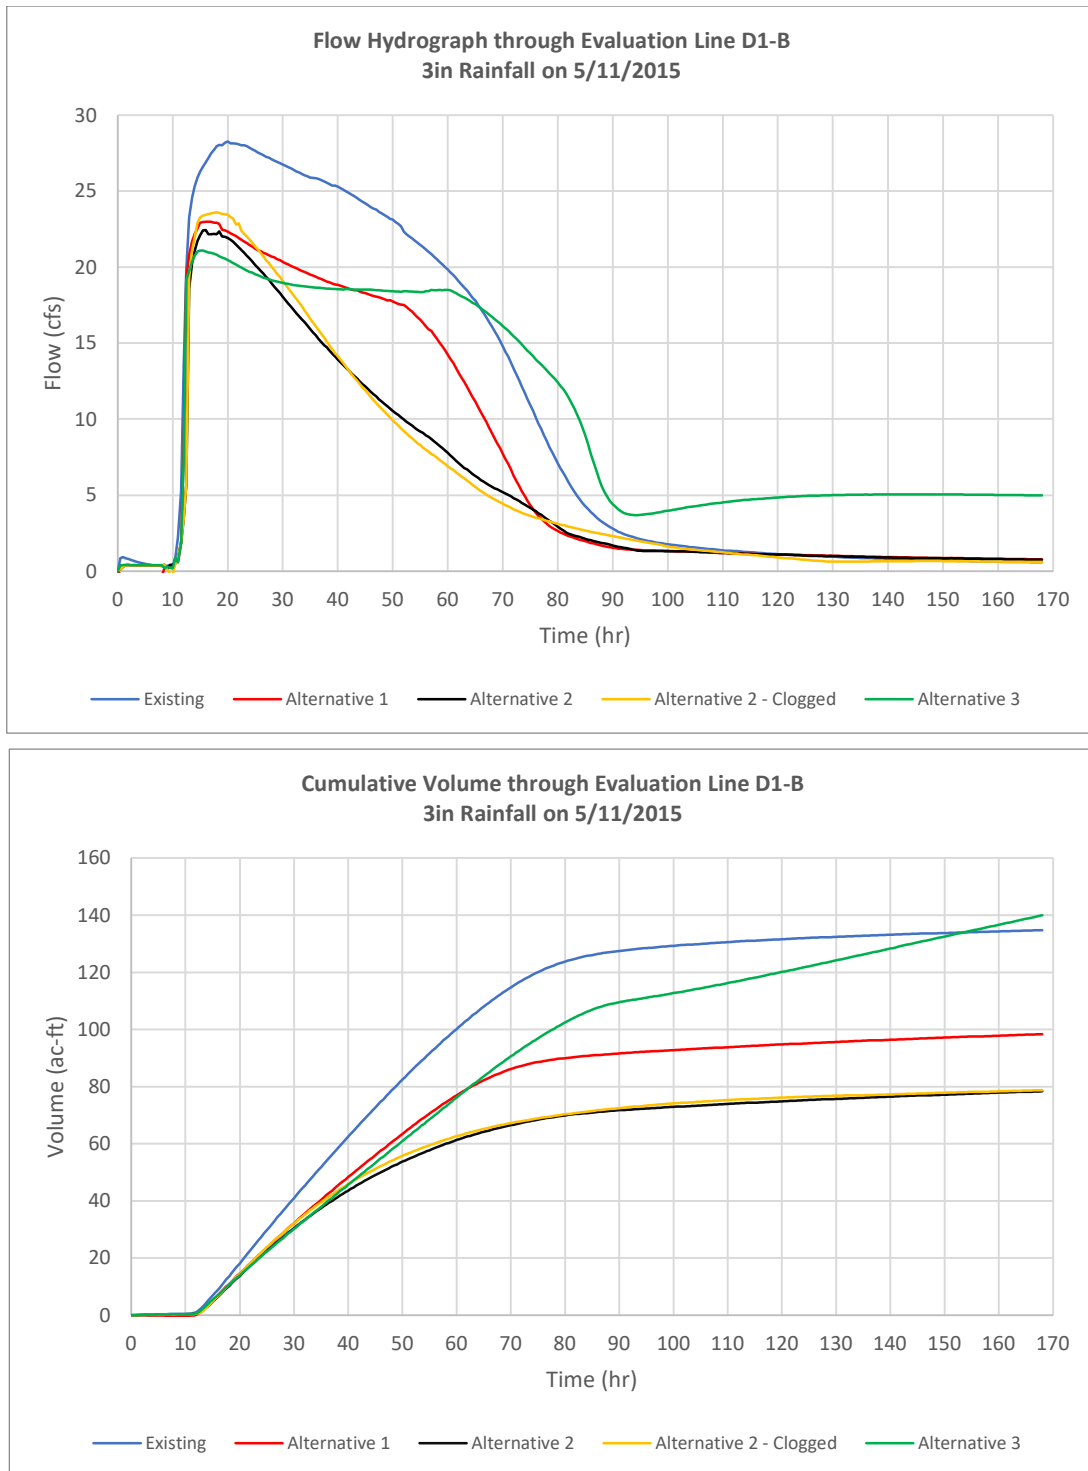 Flow Hydrograph through Evaluation Line D1-B
3in Rainfall on 5/11/2015
30
25
20
15
10
5
0
Flow (cfs)
0 10 20 30 40 50 60 70 80 90 100 110 120 130 140 150 160 170
Time (hr)
Existing Alternative 1 Alternative 2 Alternative 2 - Clogged Alternative 3
Cumulative Volume through Evaluation Line D1-B
3in Rainfall on 5/11/2015
160
140
120
100
80
60
40
20
0
Volume (ac-ft)
0 10 20 30 40 50 60 70 80 90 100 110 120 130 140 150 160 170
Time (hr)
Existing Alternative 1 Alternative 2 Alternative 2 - Clogged Alternative 3